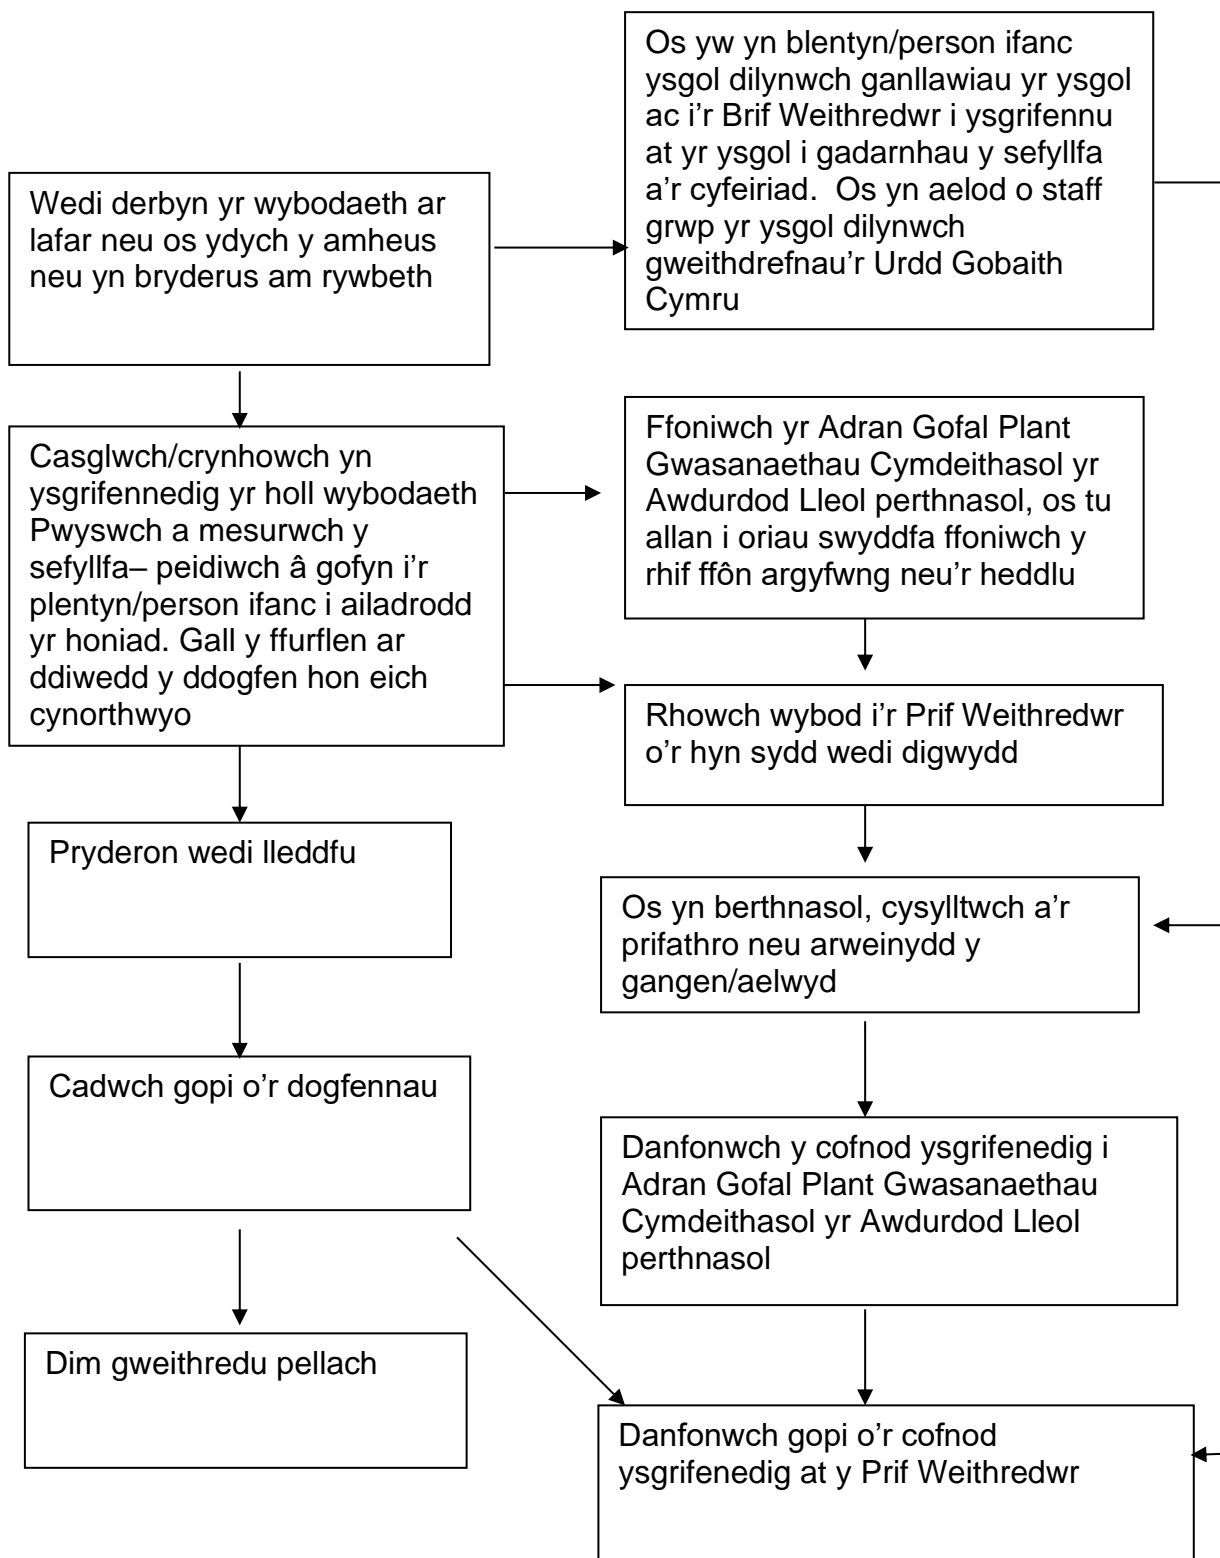 Os yw yn blentyn/person ifanc
ysgol dilynwch ganllawiau yr ysgol
ac i'r Brif Weithredwr i ysgrifennu
at yr ysgol i gadarnhau y sefyllfa
a'r cyfeiriad.  Os yn aelod o staff
grwp yr ysgol dilynwch
gweithdrefnau'r Urdd Gobaith
Cymru
Wedi derbyn yr wybodaeth ar
lafar neu os ydych y amheus
neu yn bryderus am rywbeth
Casglwch/crynhowch yn
ysgrifennedig yr holl wybodaeth
Pwyswch a mesurwch y
sefyllfa– peidiwch â gofyn i'r
plentyn/person ifanc i ailadrodd
yr honiad. Gall y ffurflen ar
ddiwedd y ddogfen hon eich
cynorthwyo
Ffoniwch yr Adran Gofal Plant
Gwasanaethau Cymdeithasol yr
Awdurdod Lleol perthnasol, os tu
allan i oriau swyddfa ffoniwch y
rhif ffôn argyfwng neu'r heddlu
Rhowch wybod i'r Prif Weithredwr
o'r hyn sydd wedi digwydd
Pryderon wedi lleddfu
Os yn berthnasol, cysylltwch a'r
prifathro neu arweinydd y
gangen/aelwyd
Cadwch gopi o'r dogfennau
Danfonwch y cofnod ysgrifenedig i
Adran Gofal Plant Gwasanaethau
Cymdeithasol yr Awdurdod Lleol
perthnasol
Dim gweithredu pellach
Danfonwch gopi o'r cofnod
ysgrifenedig at y Prif Weithredwr